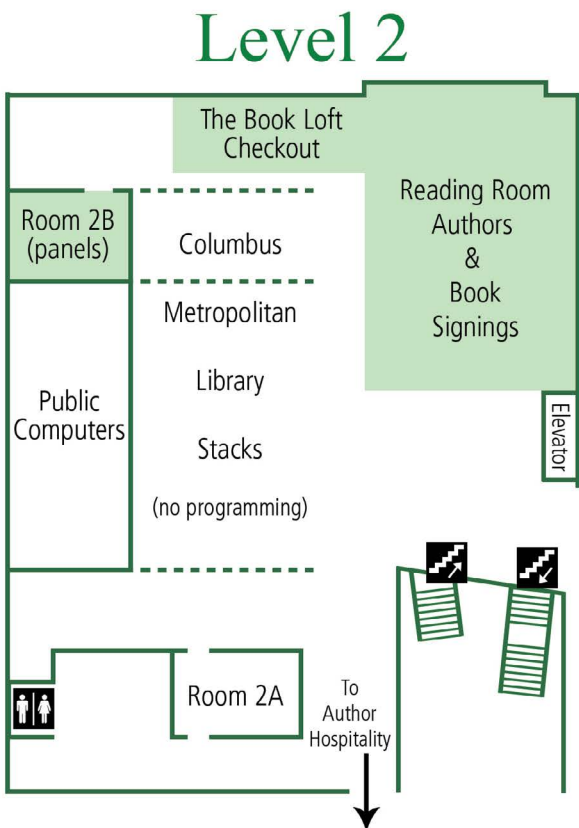 Level 2
The Book Loft
Checkout
Reading Room
Authors
&
Book
Signings
Room 2B
(panels)
Columbus
Metropolitan
Library
Stacks
(no programming)
Public
Computers
Elevator
Room 2A
To
Author
Hospitality